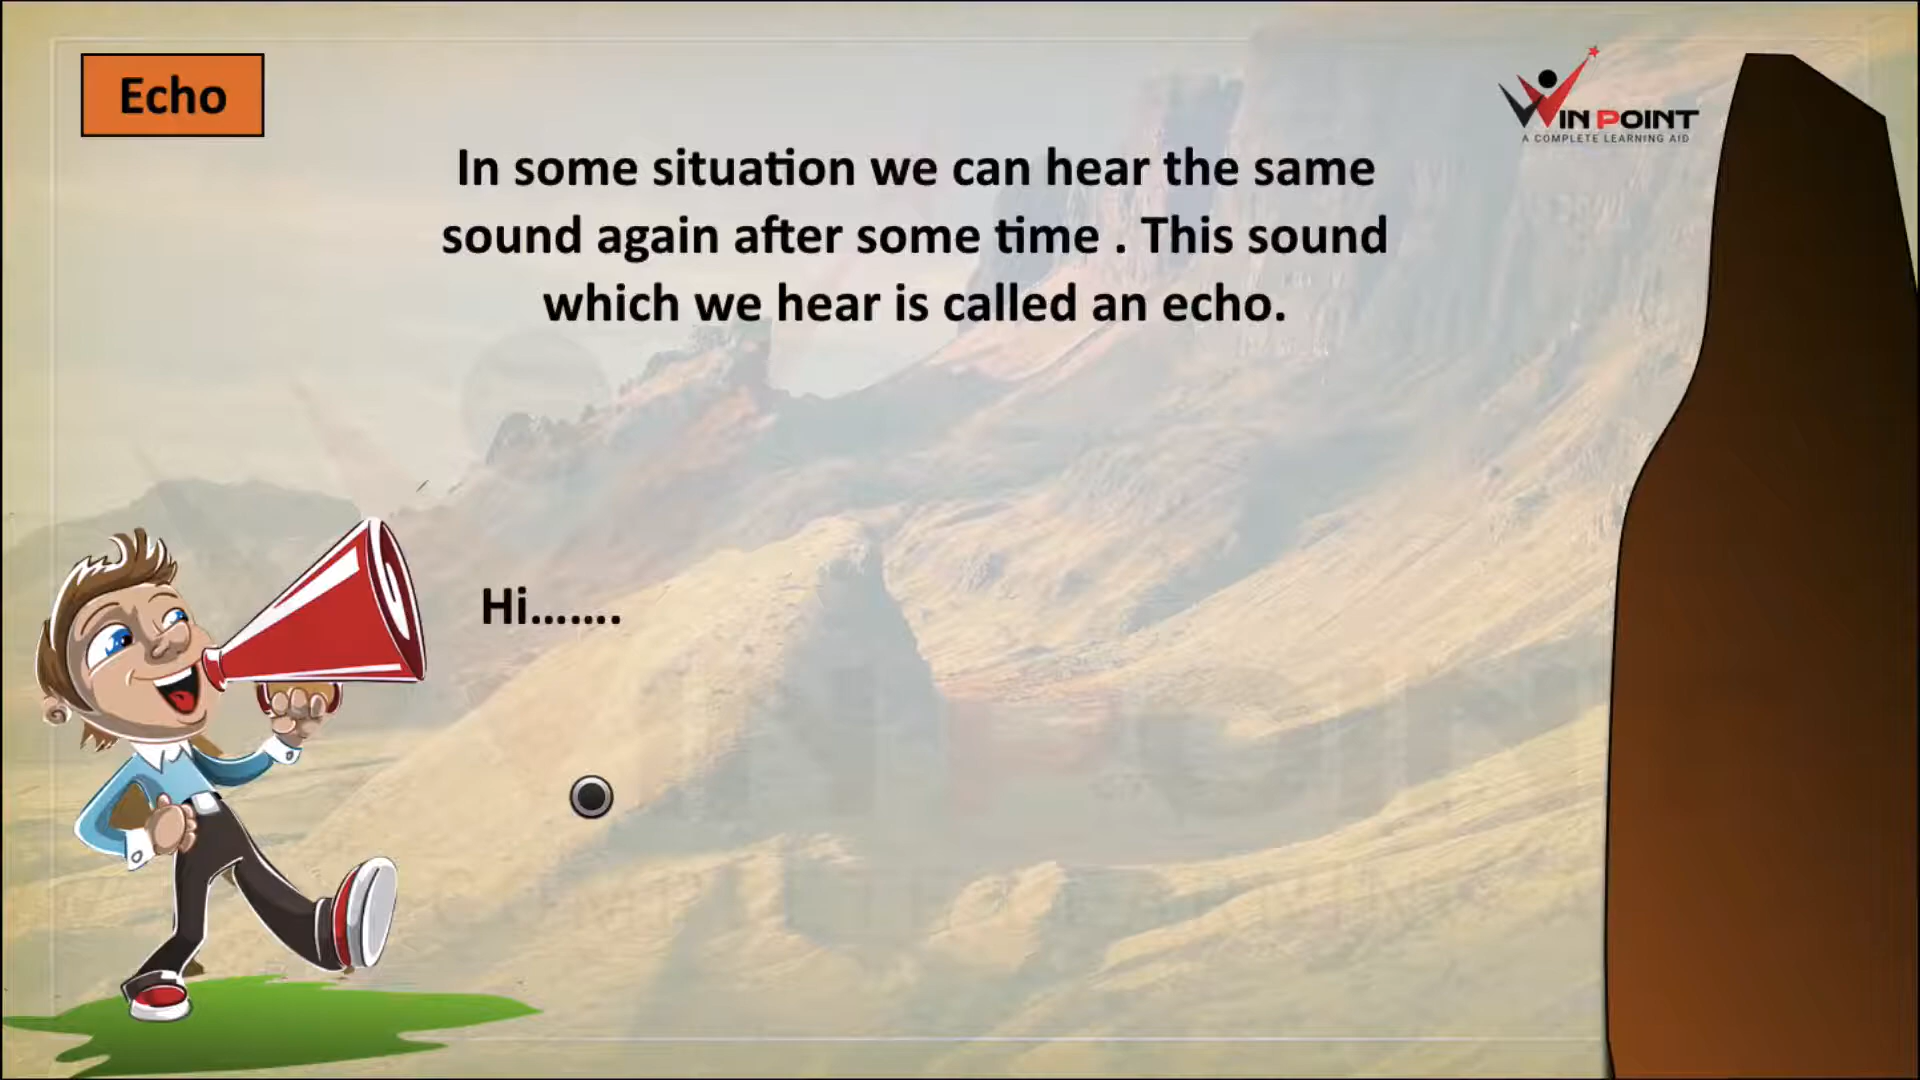 Echo
WIN POINT
A COMPLETE LEARNING AID
In some situation we can hear the same
sound again after some time . This sound
which we hear is called an echo.
Hi.......